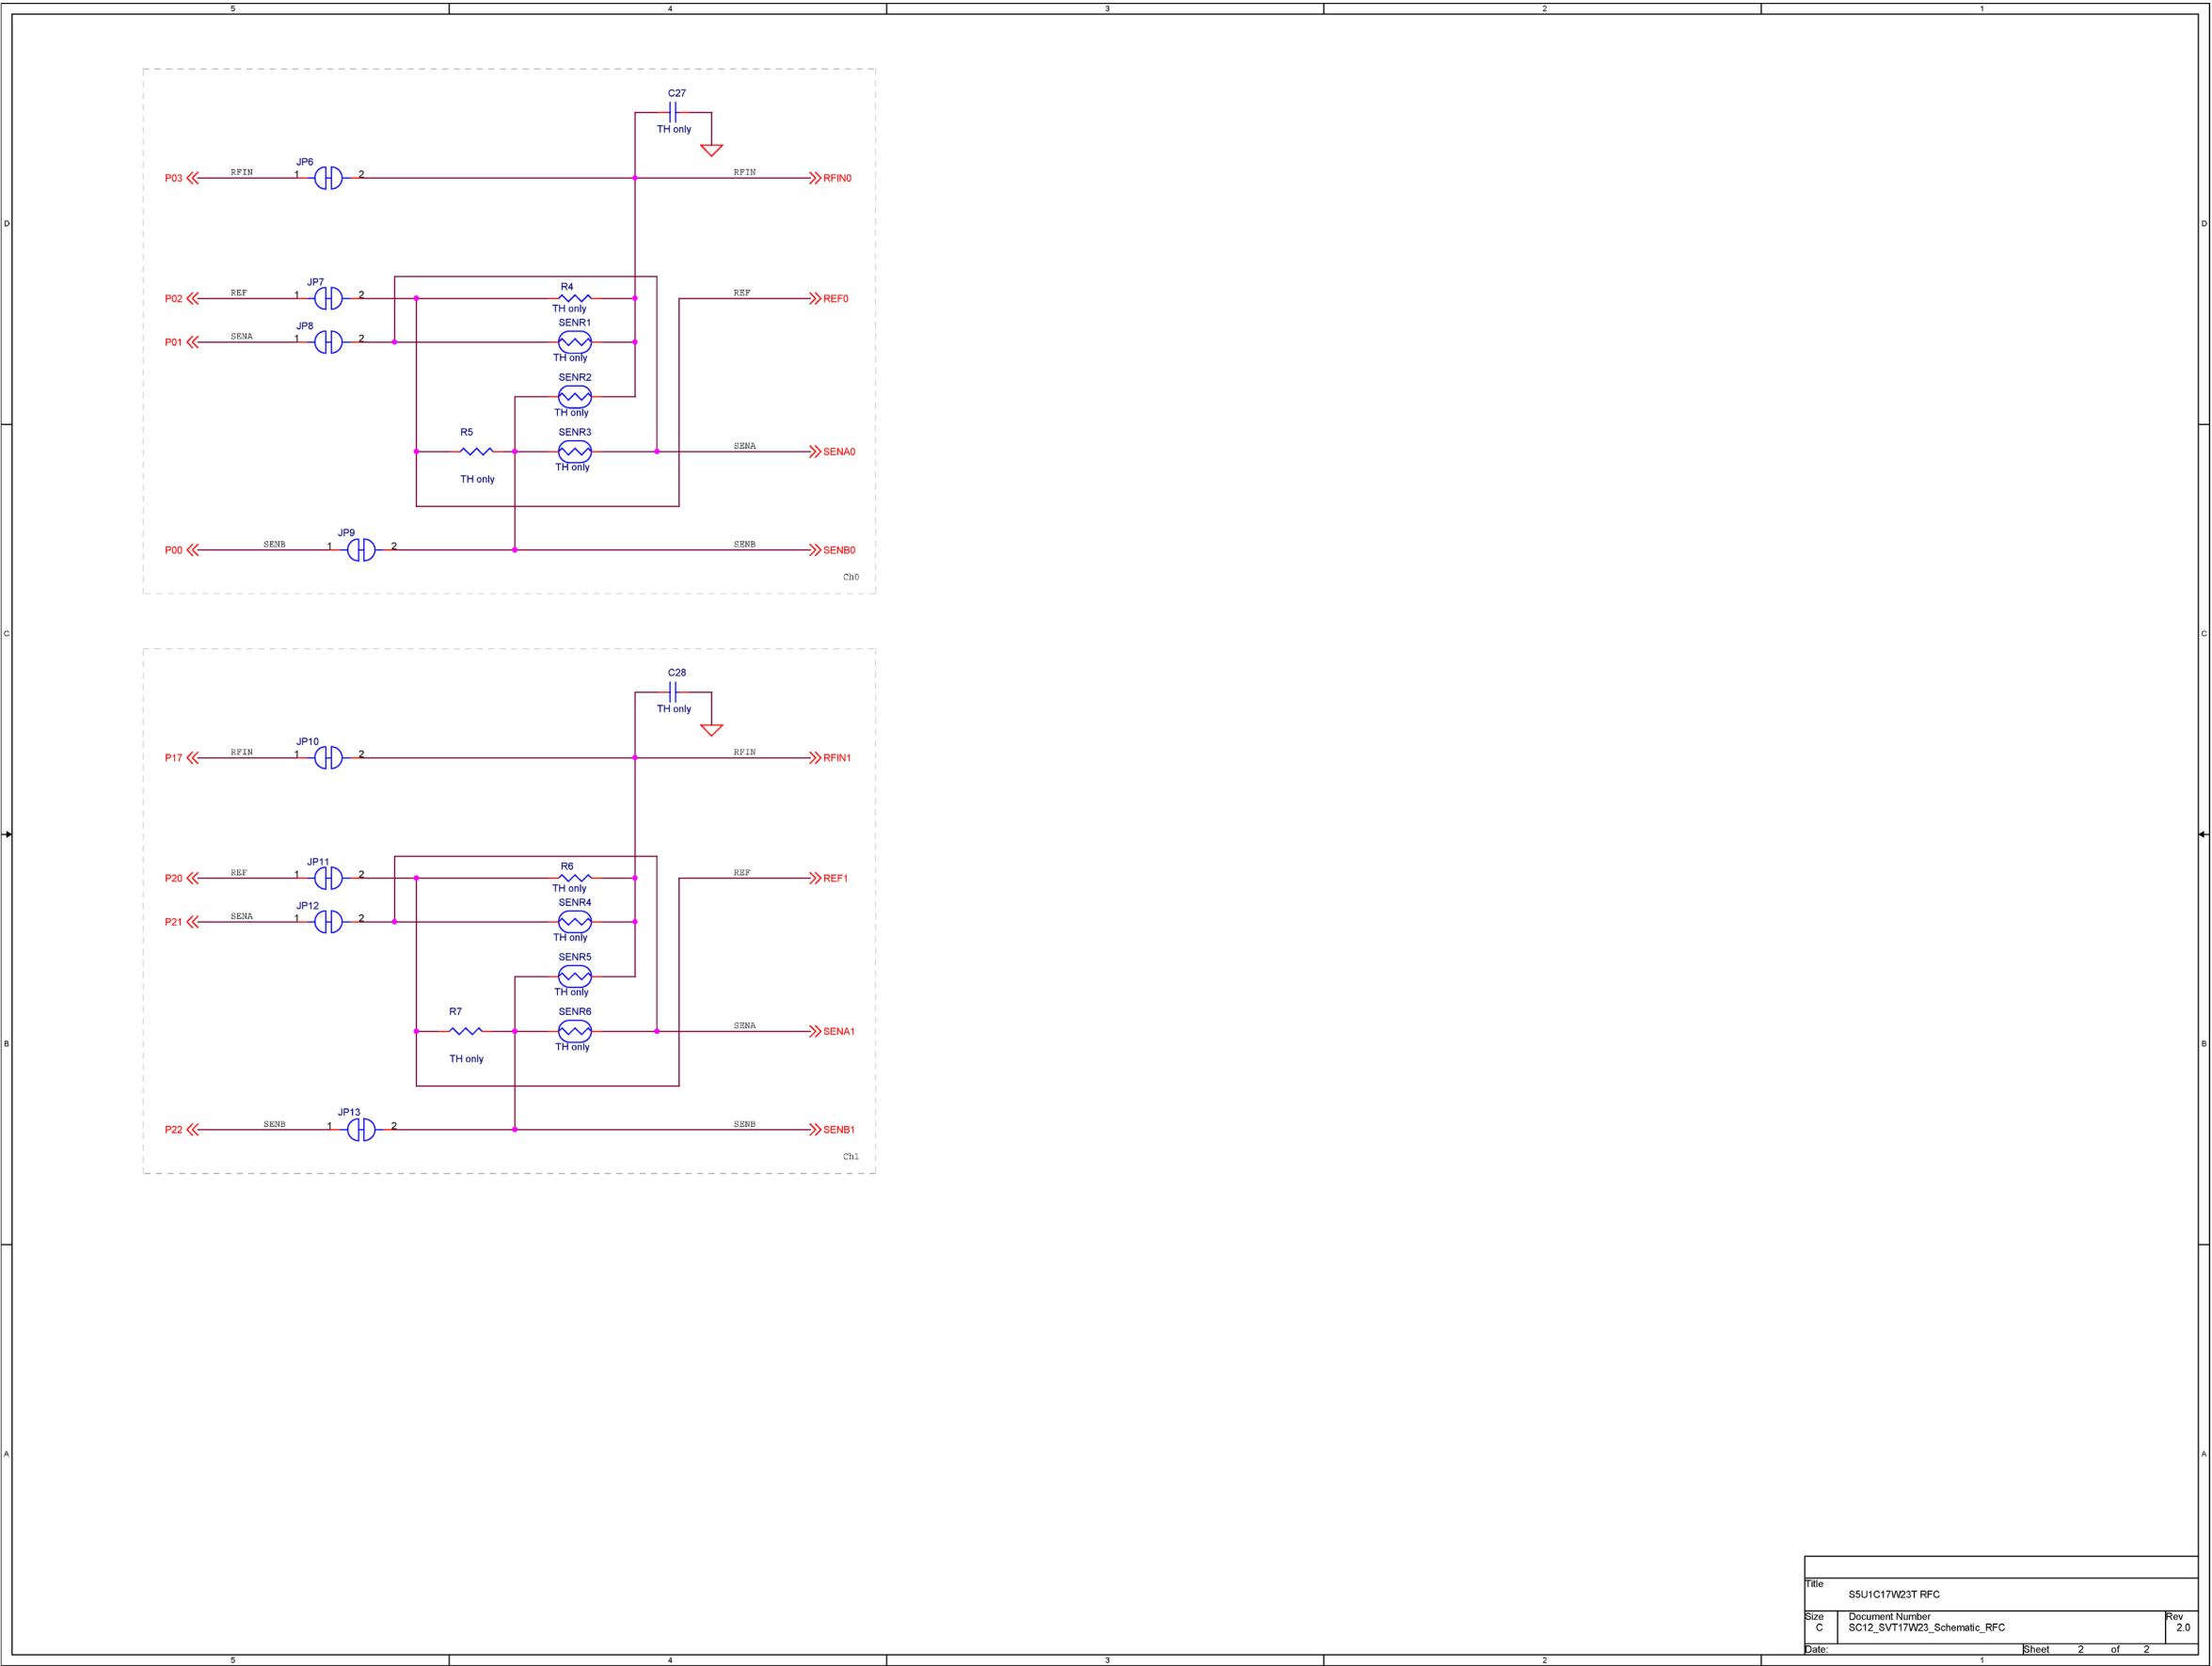 5 4 3 2 1
C27
TH only
JP6
P03 RFIN 1 2 RFIN RFIN0
D D
JP7 R4
P02 REF 1 2 REF REF0
TH only
JP8 SENR1
P01 SENA 1 2
TH only
SENR2
TH only
R5 SENR3
SENA SENA0
TH only
TH only
JP9
P00 SENB 1 2 SENB SENB0
Ch0
C C
C28
TH only
JP10
P17 RFIN 1 2 RFIN RFIN1
JP11 R6
P20 REF 1 2 REF REF1
TH only
JP12 SENR4
P21 SENA 1 2
TH only
SENR5
TH only
R7 SENR6
SENA SENA1
B B
TH only
TH only
JP13
P22 SENB 1 2 SENB SENB1
Ch1
A A
Title
S5U1C17W23T RFC
Size Document Number Rev
C SC12_SVT17W23_Schematic_RFC 2.0
Date: Sheet 2 of 2
5 4 3 2 1